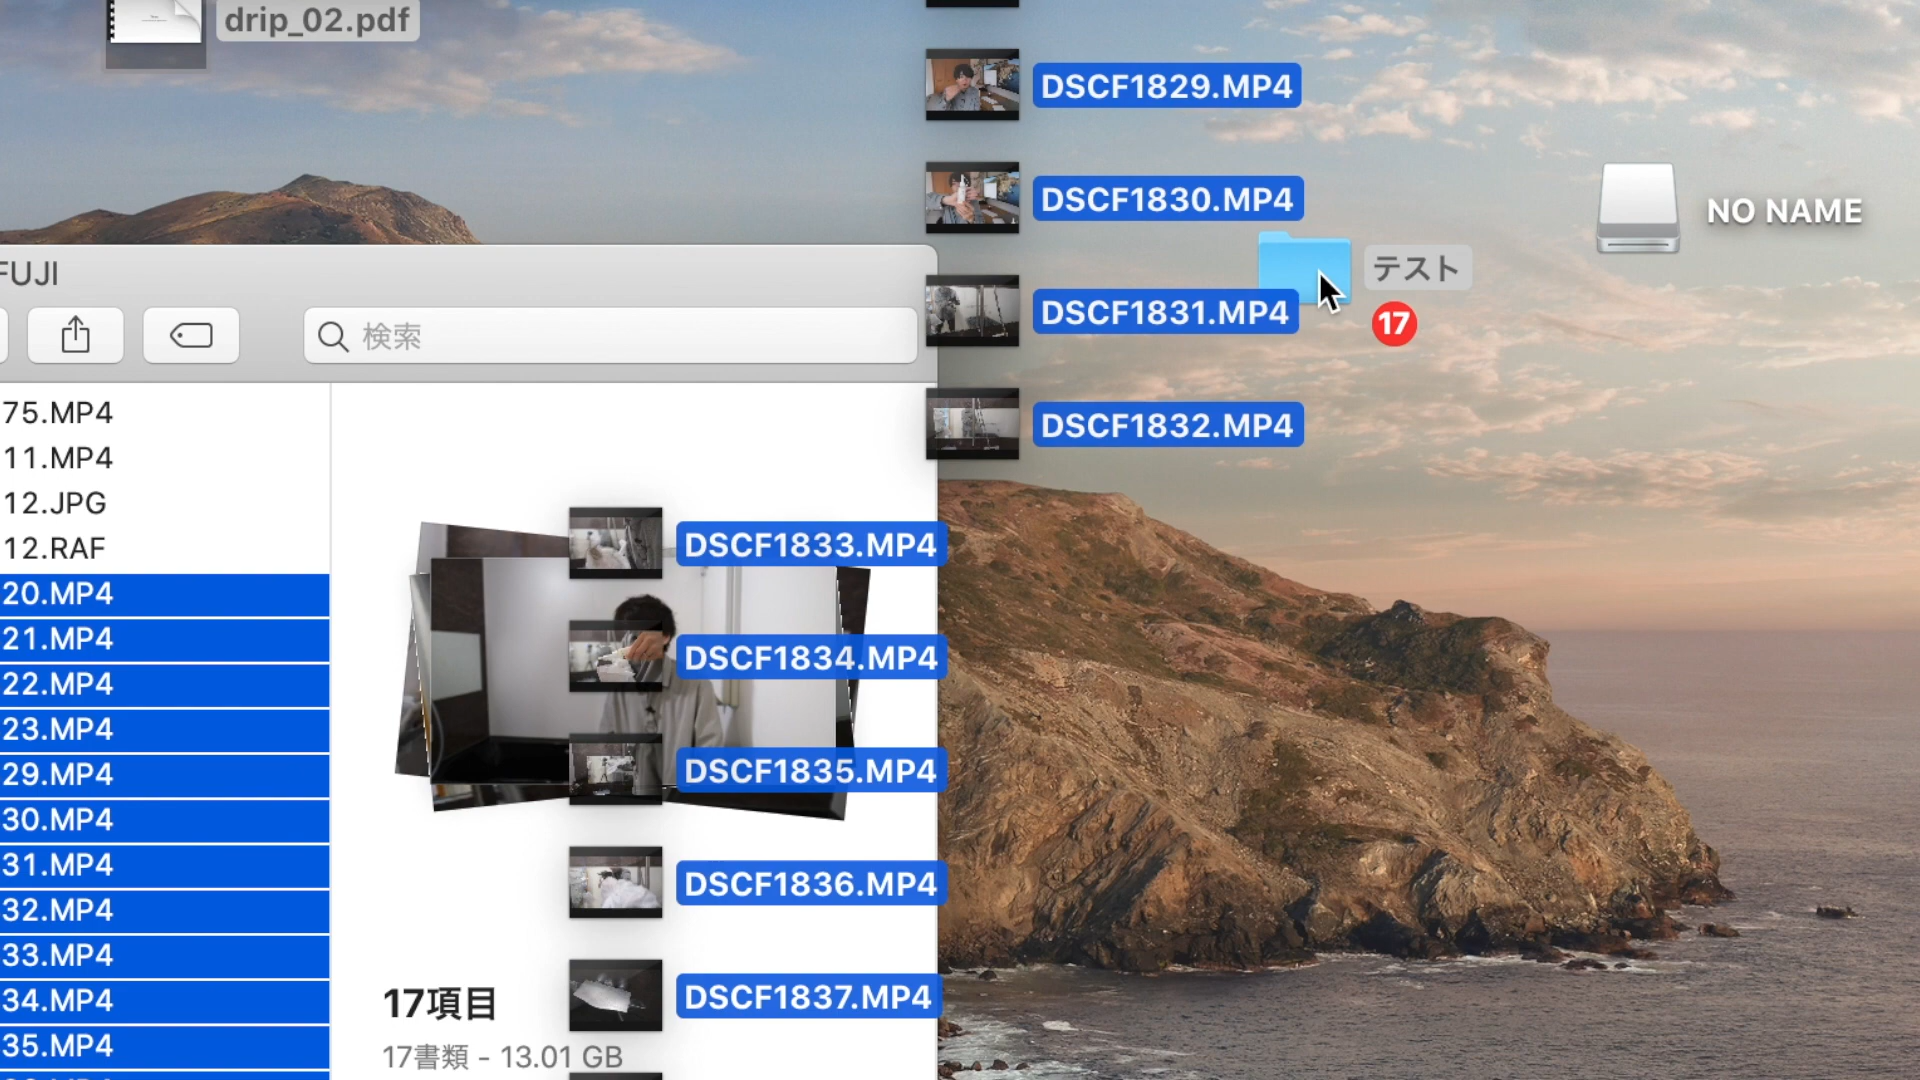 drip_02.pdf
DSCF1829.MP4
DSCF1830.MP4
NO NAME
テスト
FUJI
DSCF1831.MP4
17
検索
75.MP4
DSCF1832.MP4
11.MP4
12.JPG
12.RAF
DSCF1833.MP4
20.MP4
21.MP4
DSCF1834.MP4
22.MP4
23.MP4
29.MP4
DSCF1835.MP4
30.MP4
31.MP4
DSCF1836.MP4
32.MP4
33.MP4
34.MP4
DSCF1837.MP4
17項目
35.MP4
17書類 - 13.01 GB